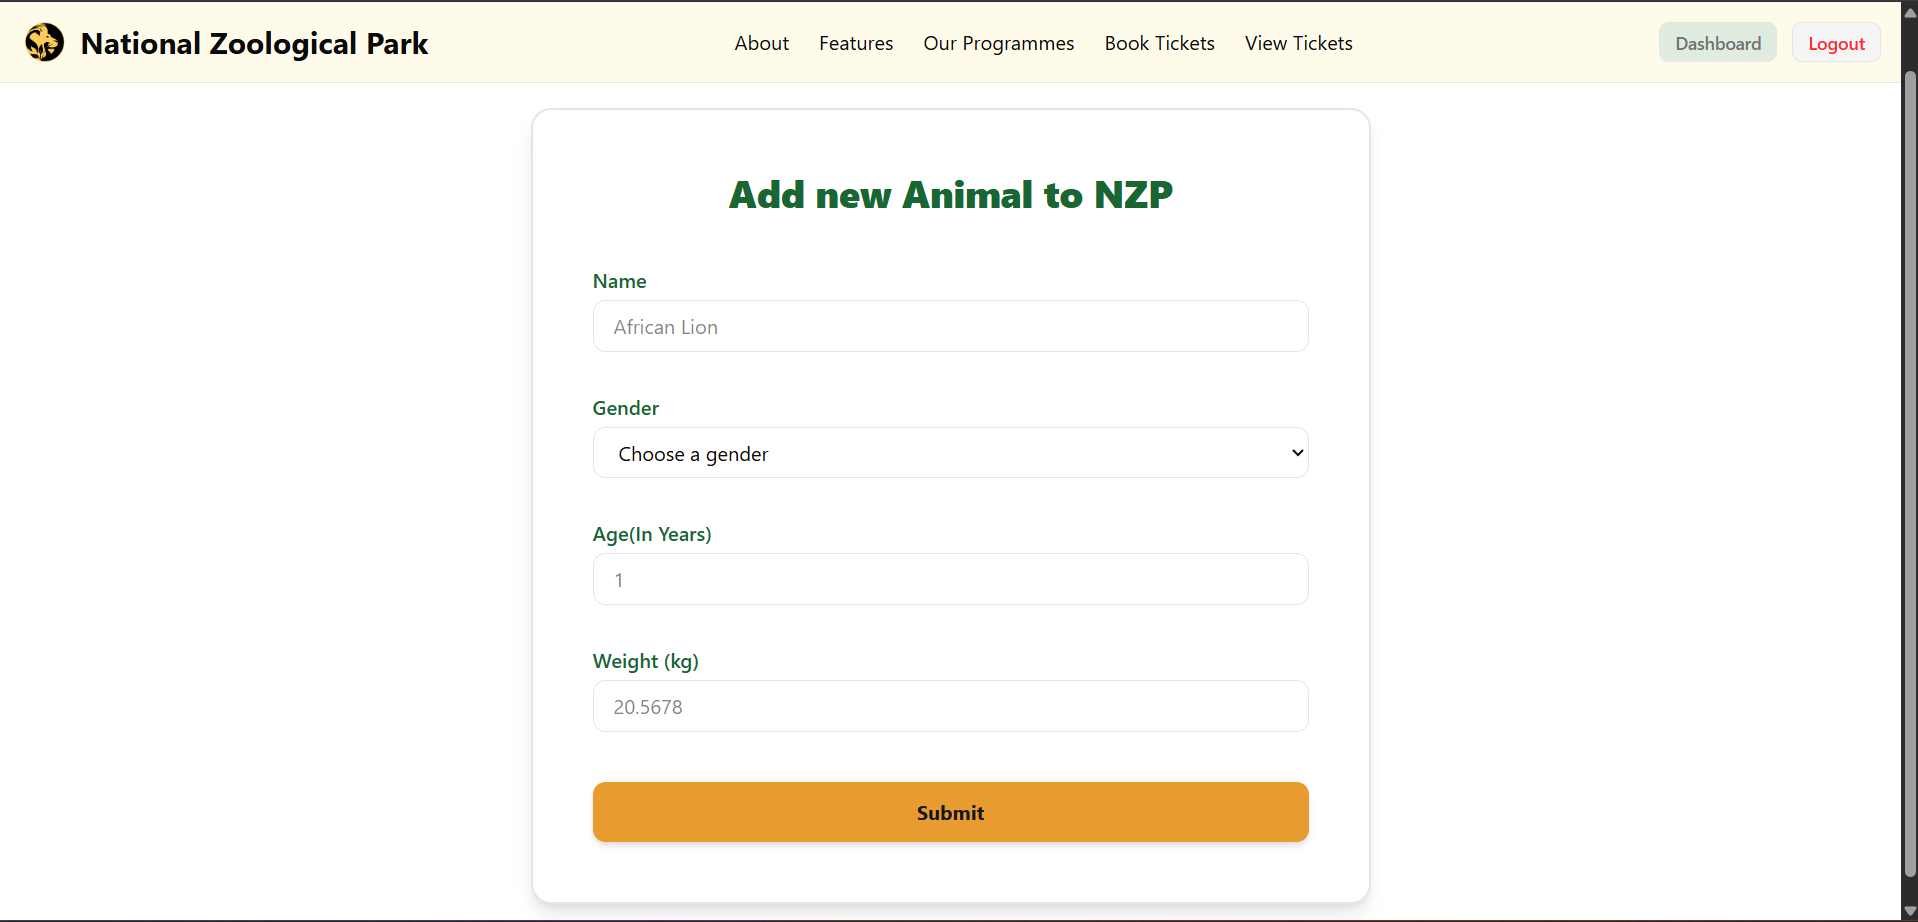 National Zoological Park
About Features Our Programmes Book Tickets View Tickets
Dashboard Logout
Add new Animal to NZP
Name
African Lion
Gender
Choose a gender
Age(In Years)
1
Weight (kg)
20.5678
Submit